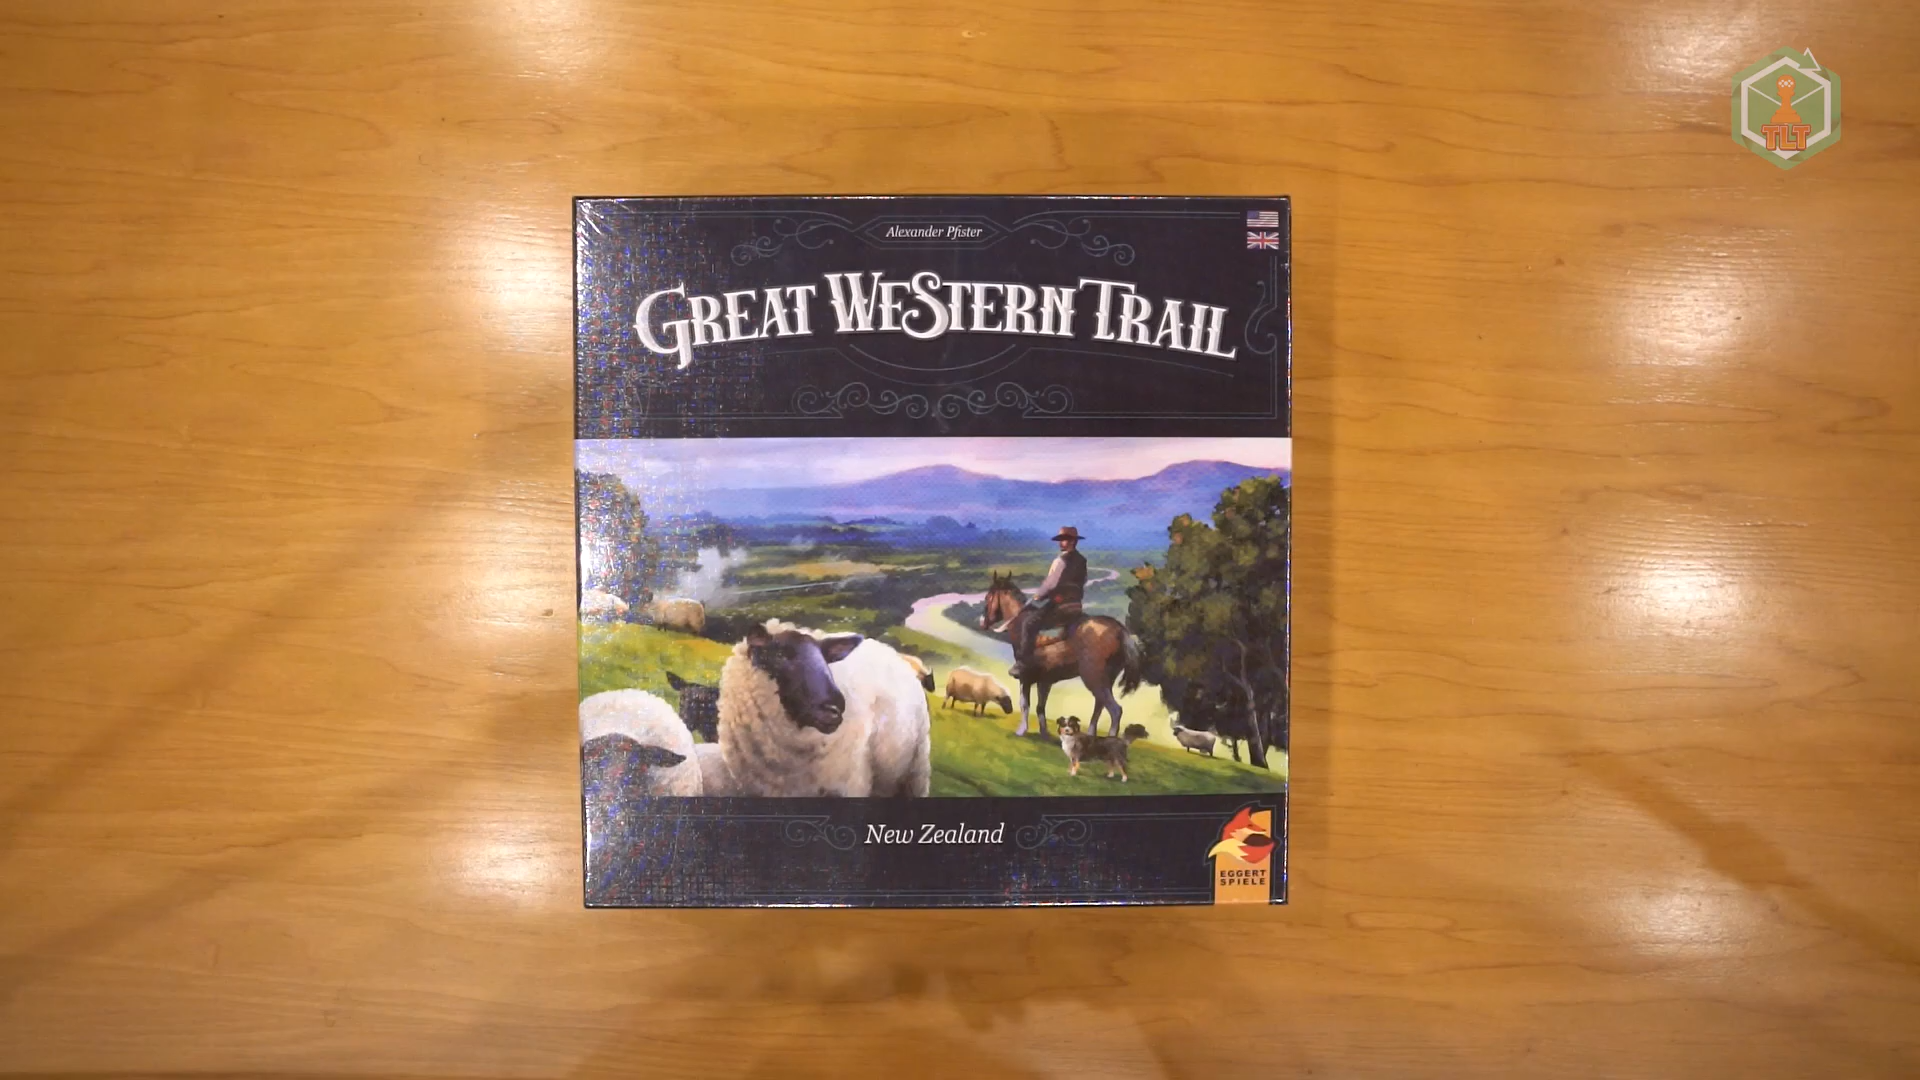 TLT
Alexander Pfister
GREAT WESTERN TRAIL
New Zealand
EGGERT
SPIELE